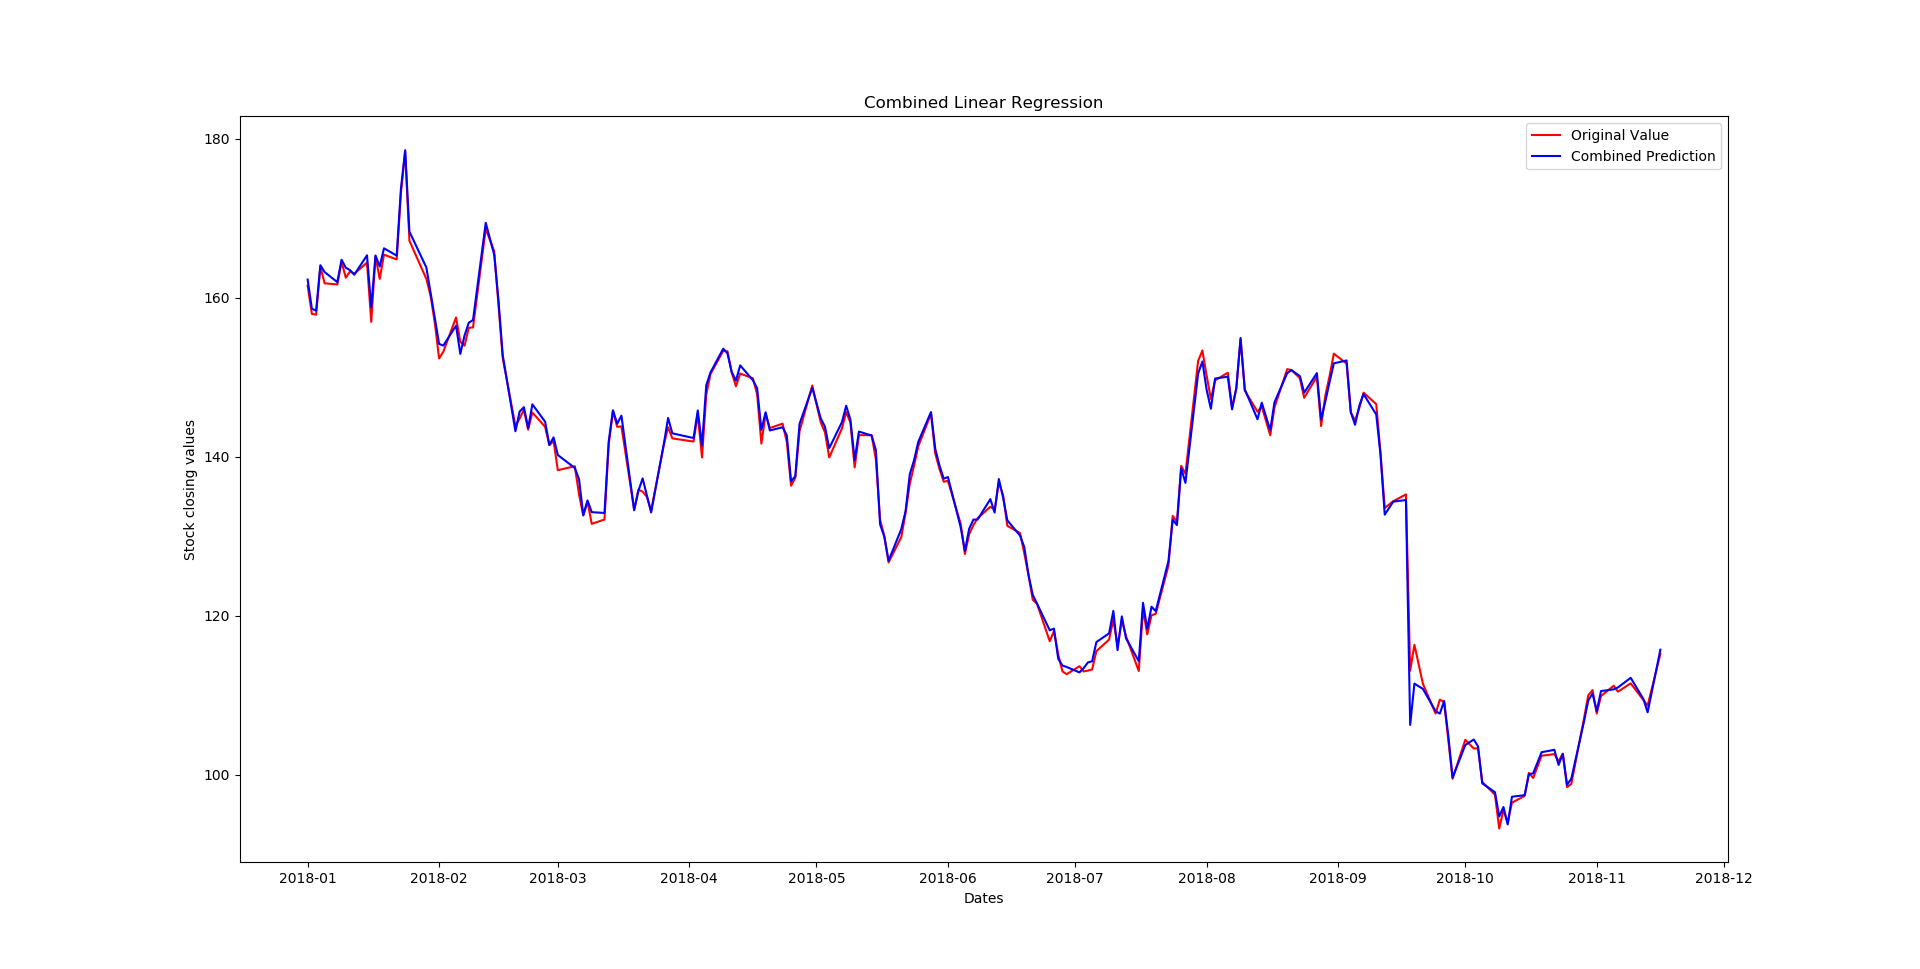 Combined Linear Regression
Original Value
Combined Prediction
180
160
140
120
100
Stock closing values
2018-01 2018-02 2018-03 2018-04 2018-05 2018-06 2018-07 2018-08 2018-09 2018-10 2018-11 2018-12
Dates